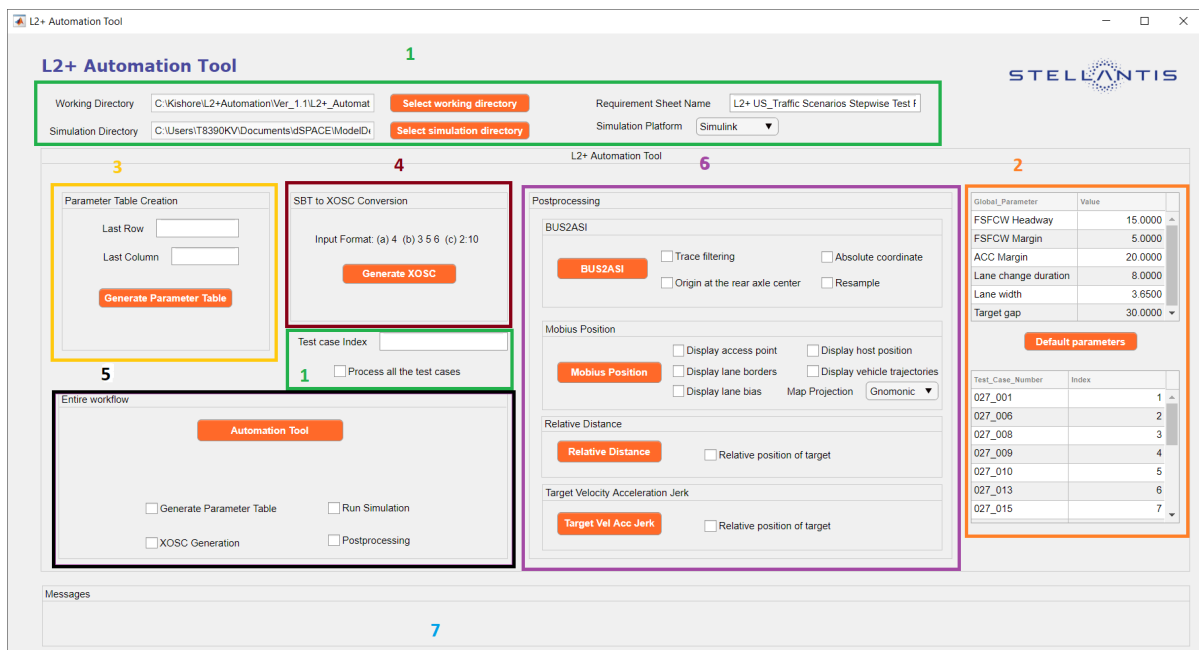 L2+ Automation Tool
L2+ Automation Tool
1
STELLANTIS
Working Directory C:\Kishore\L2+Automation\Ver_1.1\L2+_Automat Select working directory Requirement Sheet Name L2+ US_Traffic Scenarios Stepwise Test F
Simulation Directory C:\Users\T8390KV\Documents\dSPACE\ModelDe Select simulation directory Simulation Platform Simulink
L2+ Automation Tool
3
Parameter Table Creation
Last Row
Last Column
Generate Parameter Table
4
SBT to XOSC Conversion
Input Format: (a) 4 (b) 3 5 6 (c) 2:10
Generate XOSC
Test case Index
1
Process all the test cases
5
Entire workflow
Automation Tool
Generate Parameter Table Run Simulation
XOSC Generation Postprocessing
6
Postprocessing
BUS2ASI
BUS2ASI
Trace filtering Absolute coordinate
Origin at the rear axle center Resample
Mobius Position
Mobius Position
Display access point Display host position
Display lane borders Display vehicle trajectories
Display lane bias Map Projection Gnomonic
Relative Distance
Relative Distance Relative position of target
Target Velocity Acceleration Jerk
Target Vel Acc Jerk Relative position of target
2
Global_Parameter Value
FSFCW Headway 15.0000
FSFCW Margin 5.0000
ACC Margin 20.0000
Lane change duration 8.0000
Lane width 3.6500
Target gap 30.0000
Default parameters
Test_Case_Number Index
027_001 1
027_006 2
027_008 3
027_009 4
027_010 5
027_013 6
027_015 7
Messages
7